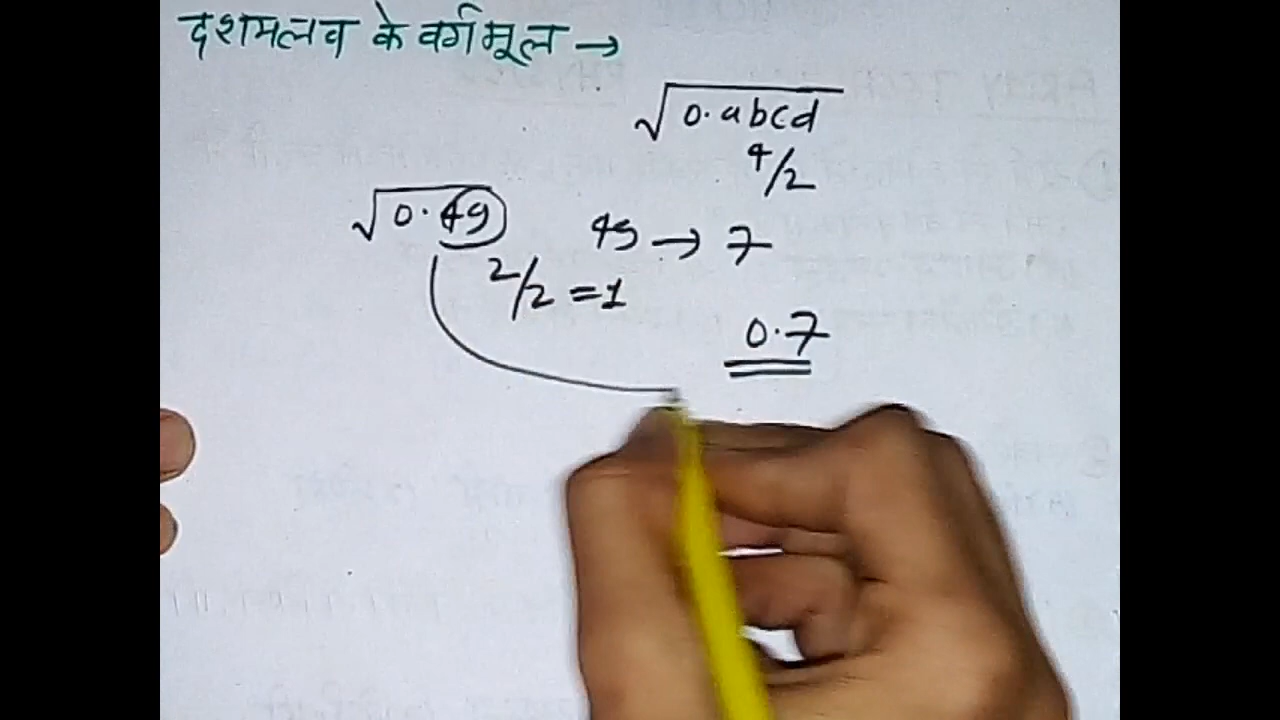 दशमलव के वर्गमूल →
√0.abcd
4/2
√0.49
49 → 7
2/2 = 1
0.7